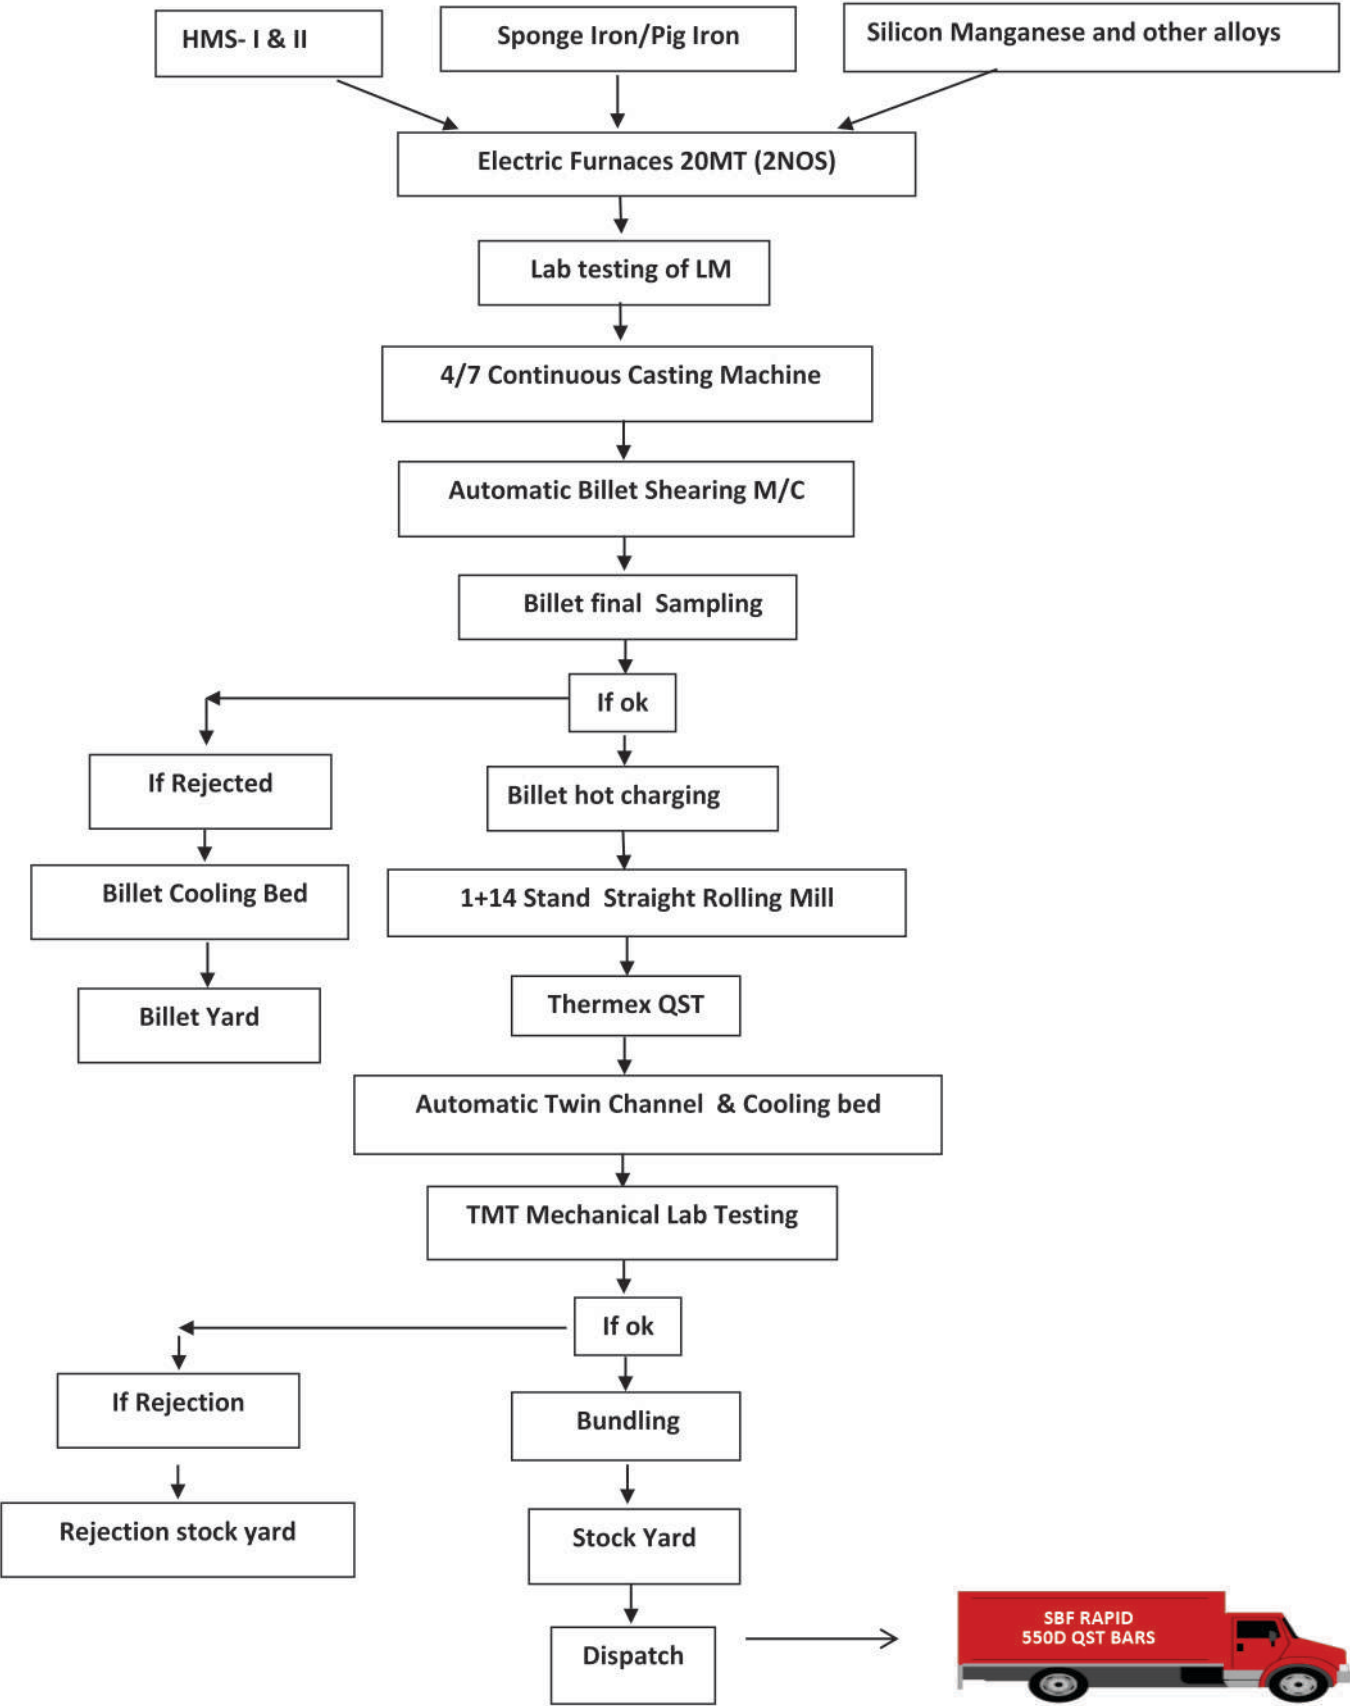 HMS- I & II
Sponge Iron/Pig Iron
Silicon Manganese and other alloys
Electric Furnaces 20MT (2NOS)
Lab testing of LM
4/7 Continuous Casting Machine
Automatic Billet Shearing M/C
Billet final  Sampling
If ok
If Rejected
Billet hot charging
Billet Cooling Bed
1+14 Stand  Straight Rolling Mill
Billet Yard
Thermex QST
Automatic Twin Channel  & Cooling bed
TMT Mechanical Lab Testing
If ok
If Rejection
Bundling
Rejection stock yard
Stock Yard
Dispatch
SBF RAPID
550D QST BARS